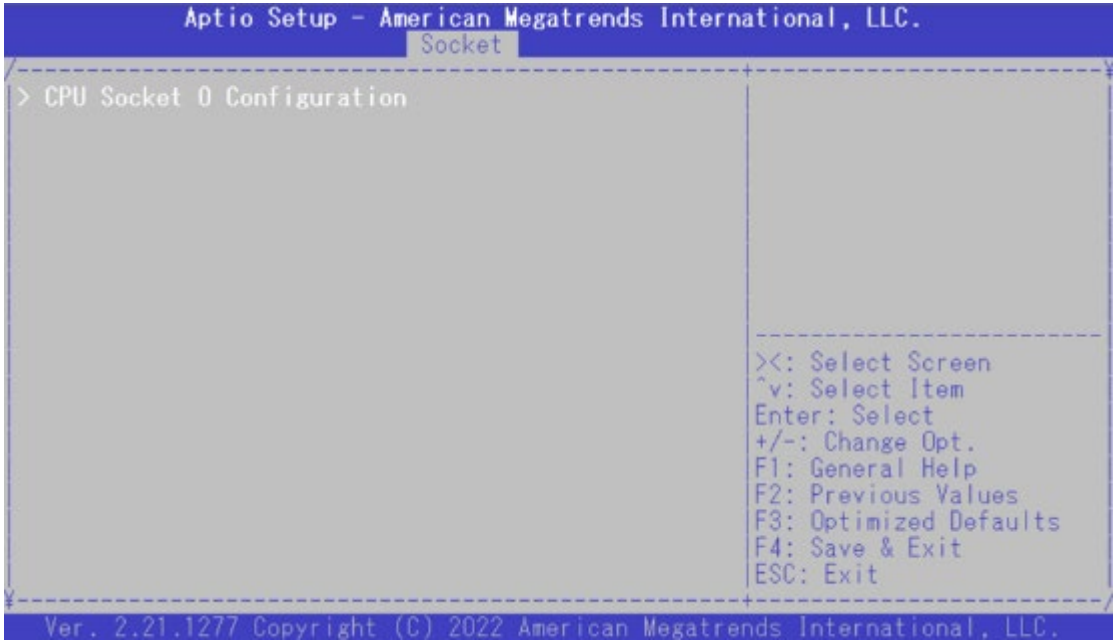 Aptio Setup - American Megatrends International, LLC.
Socket
> CPU Socket 0 Configuration
><: Select Screen
^v: Select Item
Enter: Select
+/-: Change Opt.
F1: General Help
F2: Previous Values
F3: Optimized Defaults
F4: Save & Exit
ESC: Exit
Ver. 2.21.1277 Copyright (C) 2022 American Megatrends International, LLC.